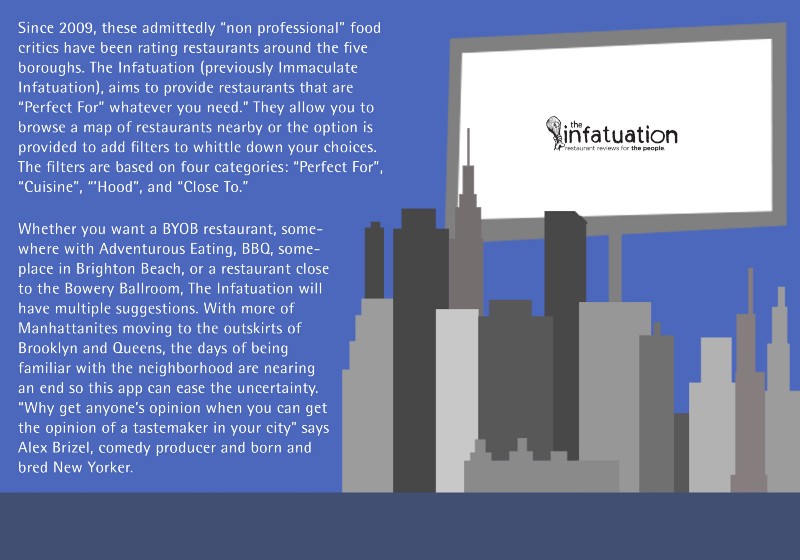 Since 2009, these admittedly “non professional” food
critics have been rating restaurants around the five
boroughs. The Infatuation (previously Immaculate
Infatuation), aims to provide restaurants that are
“Perfect For” whatever you need.” They allow you to
browse a map of restaurants nearby or the option is
provided to add filters to whittle down your choices.
The filters are based on four categories: “Perfect For”,
“Cuisine”, “’Hood”, and “Close To.”
Whether you want a BYOB restaurant, some-
where with Adventurous Eating, BBQ, some-
place in Brighton Beach, or a restaurant close
to the Bowery Ballroom, The Infatuation will
have multiple suggestions. With more of
Manhattanites moving to the outskirts of
Brooklyn and Queens, the days of being
familiar with the neighborhood are nearing
an end so this app can ease the uncertainty.
“Why get anyone’s opinion when you can get
the opinion of a tastemaker in your city” says
Alex Brizel, comedy producer and born and
bred New Yorker.
the
infatuation
restaurant reviews for the people.